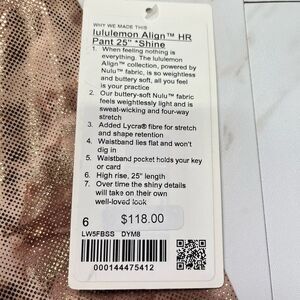 WHY WE MADE THIS
lululemon Align™ HR
Pant 25" *Shine
1. When feeling nothing is
everything. The lululemon
Align™ collection, powered by
Nulu™ fabric, is so weightless
and buttery soft, all you feel
is your practice
2. Our buttery-soft Nulu™ fabric
feels weightlessly light and is
sweat-wicking and four-way
stretch
3. Added Lycra® fibre for stretch
and shape retention
4. Waistband lies flat and won't
dig in
5. Waistband pocket holds your key
or card
6. High rise, 25" length
7. Over time the shiny details
will take on their own
well-loved look
6 $118.00
LW5FBSS DYM8
000144475412